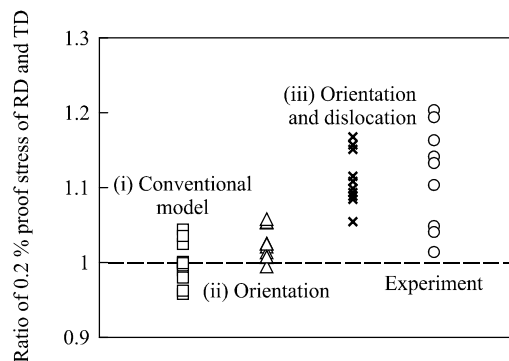 Ratio of 0.2 % proof stress of RD and TD
1.3
1.2
1.1
1
0.9
(iii) Orientation
and dislocation
(i) Conventional
model
(ii) Orientation
Experiment